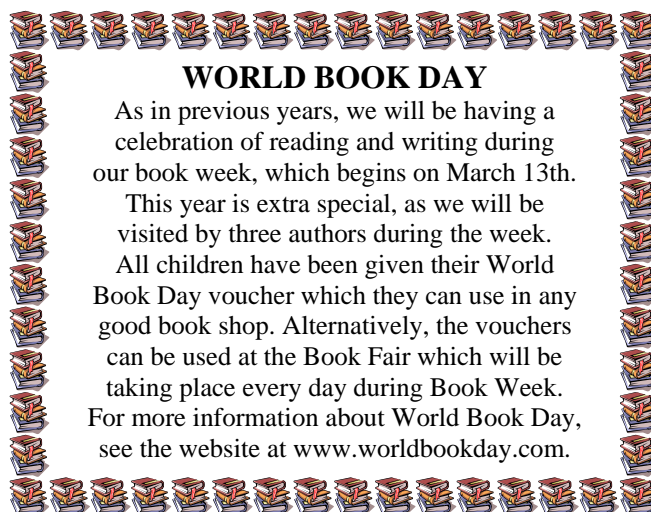 WORLD BOOK DAY
As in previous years, we will be having a
celebration of reading and writing during
our book week, which begins on March 13th.
This year is extra special, as we will be
visited by three authors during the week.
All children have been given their World
Book Day voucher which they can use in any
good book shop. Alternatively, the vouchers
can be used at the Book Fair which will be
taking place every day during Book Week.
For more information about World Book Day,
see the website at www.worldbookday.com.